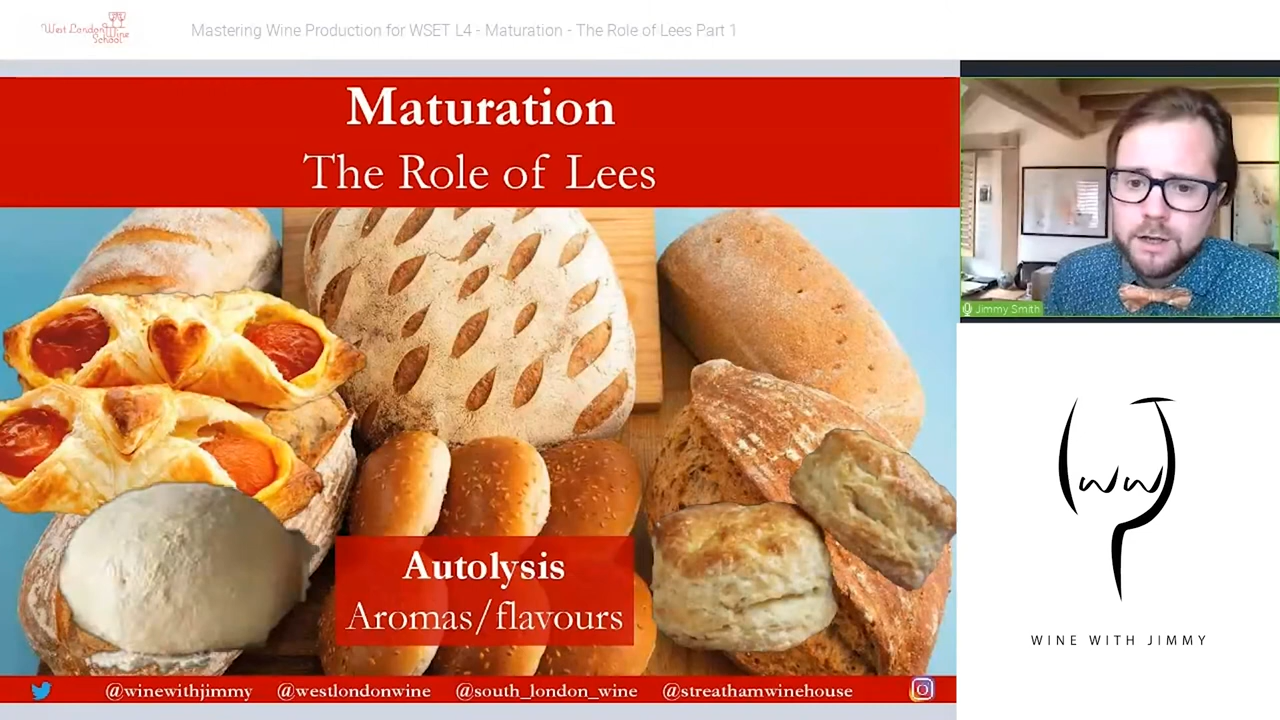 West London Wine School
Mastering Wine Production for WSET L4 - Maturation - The Role of Lees Part 1
Maturation
The Role of Lees
Jimmy Smith
Autolysis
Aromas/flavours
WWJ
WINE WITH JIMMY
@winewithjimmy @westlondonwine @south_london_wine @streathamwinehouse